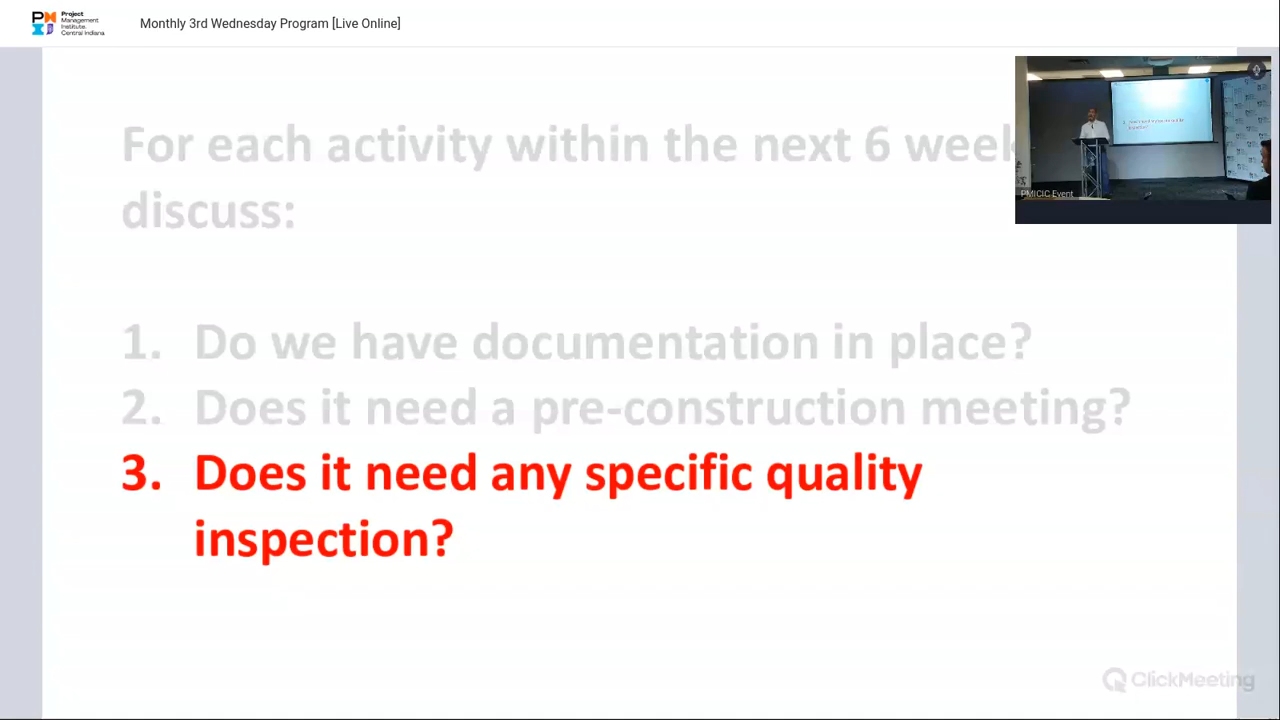 Project
Management
Institute.
Central Indiana
Monthly 3rd Wednesday Program [Live Online]
For each activity within the next 6 week
discuss:
1. Do we have documentation in place?
2. Does it need a pre-construction meeting?
3. Does it need any specific quality
inspection?
PMICIC Event
ClickMeeting